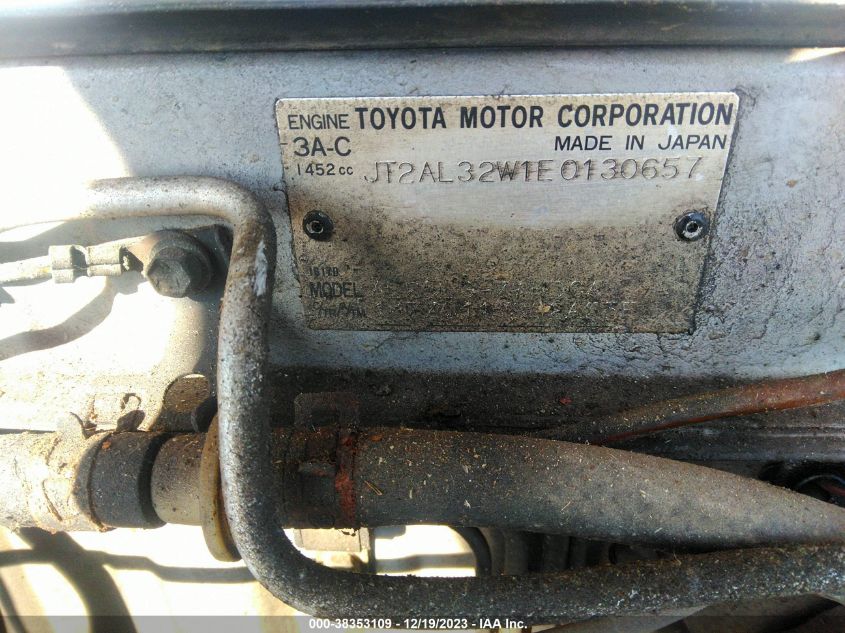 ENGINE TOYOTA MOTOR CORPORATION
3A-C MADE IN JAPAN
1452cc JT2AL32W1E0130657
MODEL
000-38353109 - 12/19/2023 - IAA Inc.